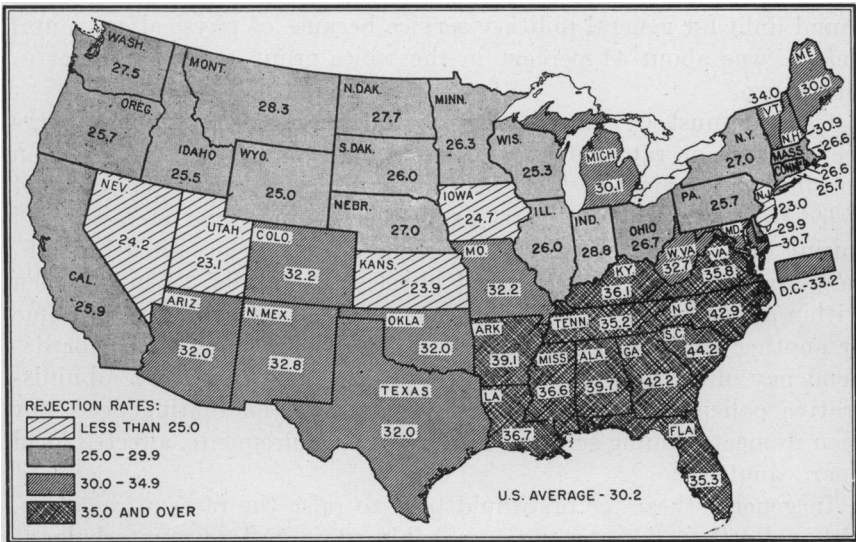 WASH.
27.5
OREG.
25.7
CAL.
25.9
NEV.
24.2
IDAHO
25.5
MONT.
28.3
WYO.
25.0
UTAH
23.1
COLO.
32.2
ARIZ.
32.0
N.MEX.
32.8
N.DAK.
27.7
S.DAK.
26.0
NEBR.
27.0
KANS.
23.9
OKLA.
32.0
TEXAS
32.0
MINN.
26.3
IOWA
24.7
MO.
32.2
ARK.
39.1
LA.
36.7
WIS.
25.3
ILL.
26.0
MICH.
30.1
IND.
28.8
OHIO
26.7
KY.
36.1
TENN.
35.2
MISS.
36.6
ALA.
39.7
GA.
42.2
FLA.
35.3
S.C.
44.2
N.C.
42.9
VA.
35.8
W.VA.
32.7
MD.
PA.
25.7
N.Y.
27.0
N.J.
23.0
29.9
30.7
D.C.-33.2
34.0
VT.
N.H.
30.9
ME.
30.0
MASS.
26.6
CONN.
26.6
25.7
REJECTION RATES:
LESS THAN 25.0
25.0 - 29.9
30.0 - 34.9
35.0 AND OVER
U.S. AVERAGE - 30.2